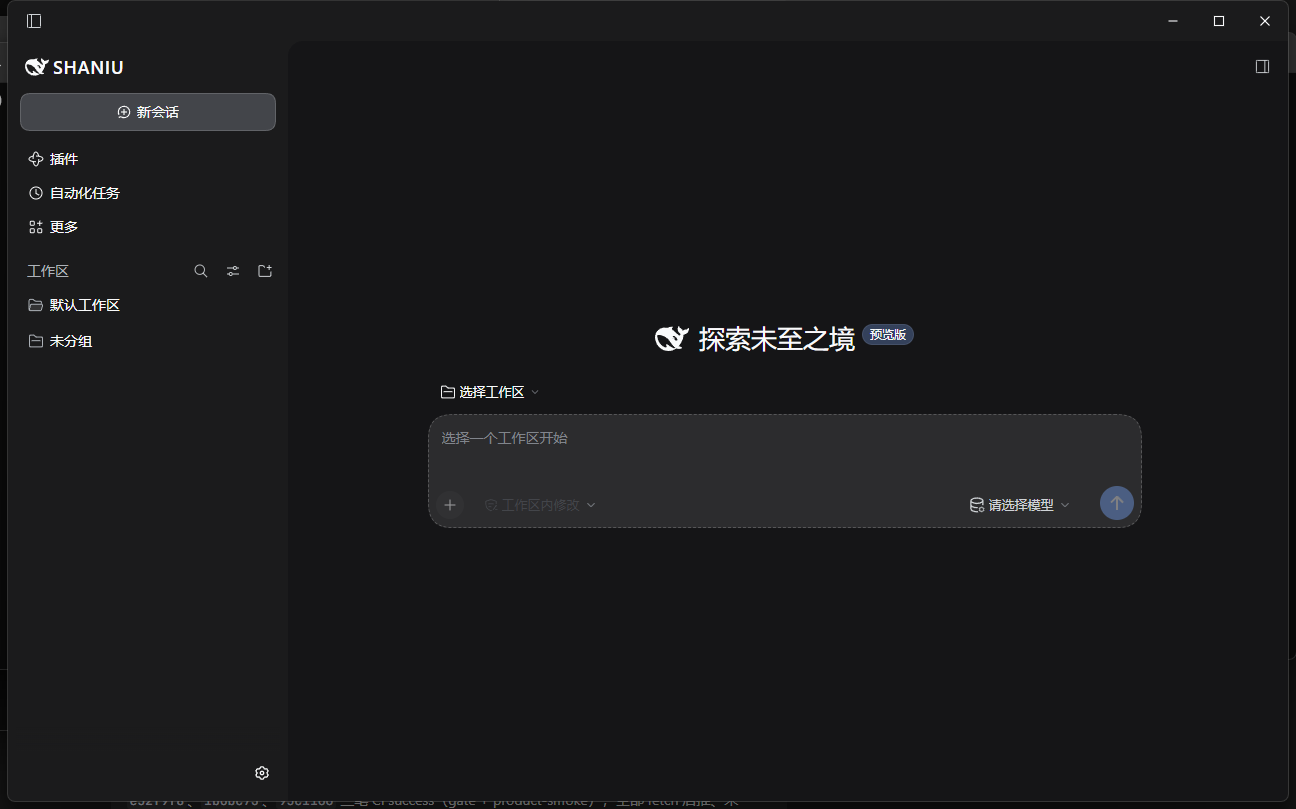 SHANIU
新会话
插件
自动化任务
更多
工作区
默认工作区
未分组
探索未至之境 预览版
选择工作区
选择一个工作区开始
工作区内修改
请选择模型